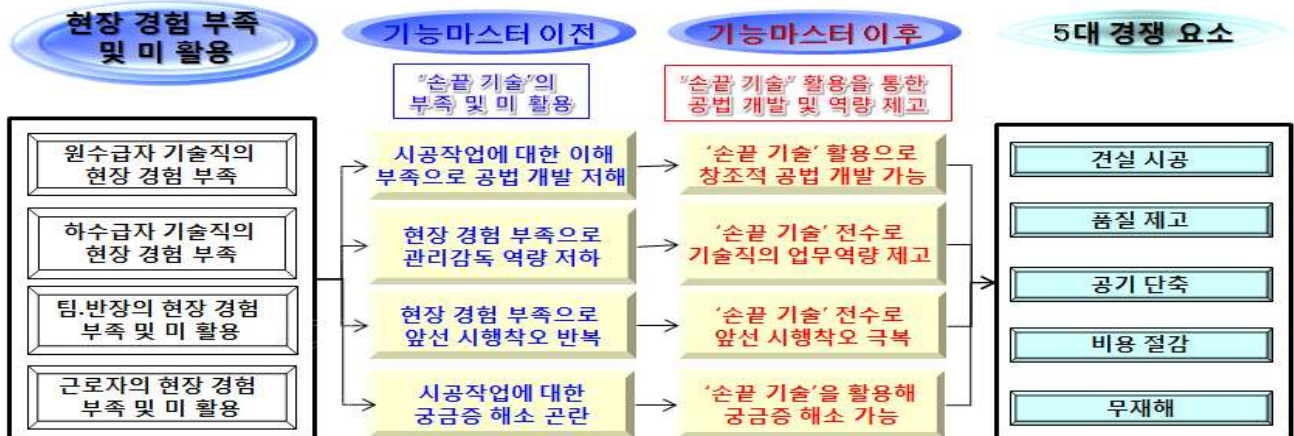 현장 경험 부족
및 미 활용
기능마스터 이전
기능마스터 이후
5대 경쟁 요소
"손끝 기술"의
부족 및 미 활용
"손끝 기술" 활용을 통한
공법 개발 및 역량 제고
원수급자 기술직의
현장 경험 부족
하수급자 기술직의
현장 경험 부족
팀.반장의 현장 경험
부족 및 미 활용
근로자의 현장 경험
부족 및 미 활용
시공작업에 대한 이해
부족으로 공법 개발 저해
현장 경험 부족으로
관리감독 역량 저하
현장 경험 부족으로
앞선 시행착오 반복
시공작업에 대한
궁금증 해소 곤란
'손끝 기술' 활용으로
창조적 공법 개발 가능
'손끝 기술' 전수로
기술직의 업무역량 제고
'손끝 기술' 전수로
앞선 시행착오 극복
'손끝 기술'을 활용해
궁금증 해소 가능
견실 시공
품질 제고
공기 단축
비용 절감
무재해